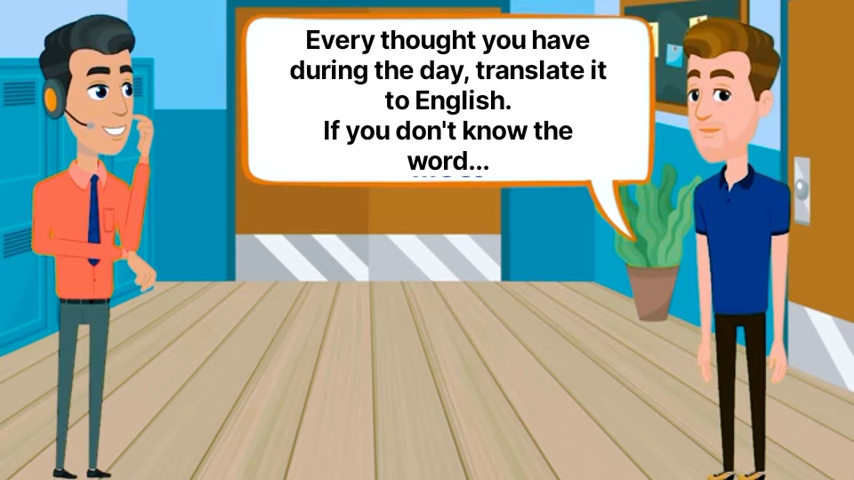 Every thought you have
during the day, translate it
to English.
If you don't know the
word...